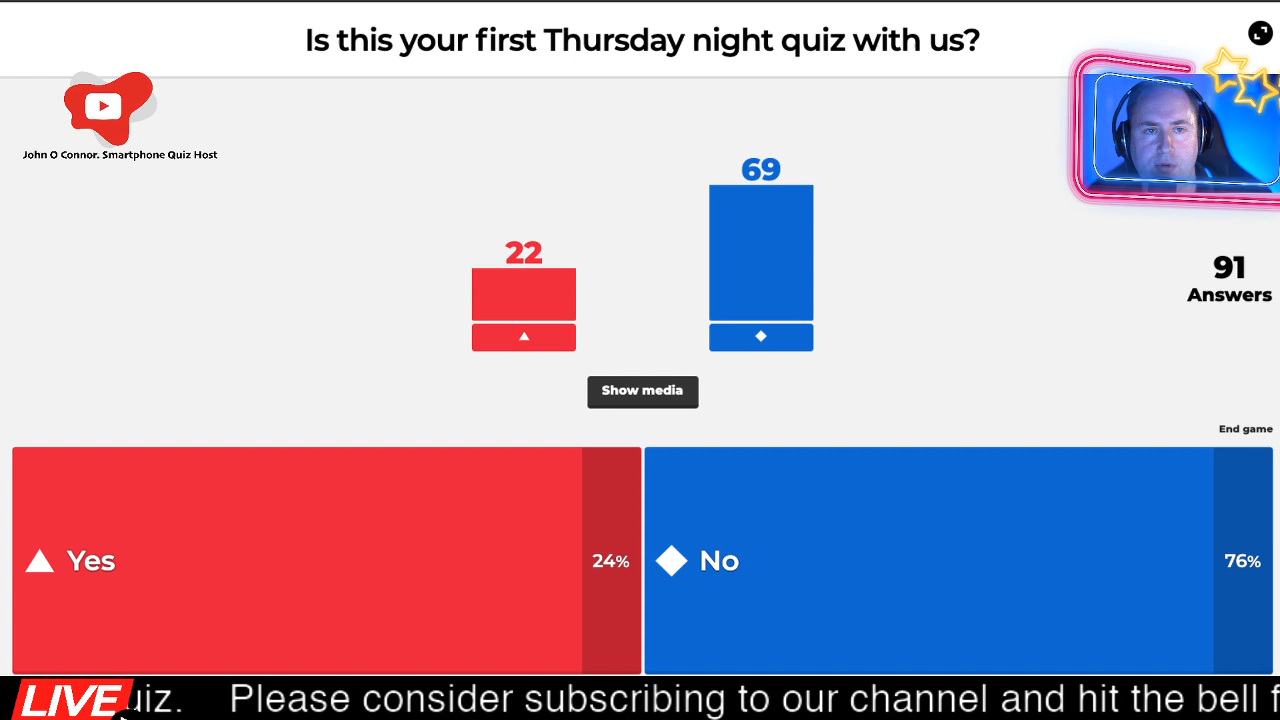 Is this your first Thursday night quiz with us?
John O Connor. Smartphone Quiz Host
69
22
91
Answers
Show media
End game
Yes
24%
No
76%
LIVE
uiz. Please consider subscribing to our channel and hit the bell f